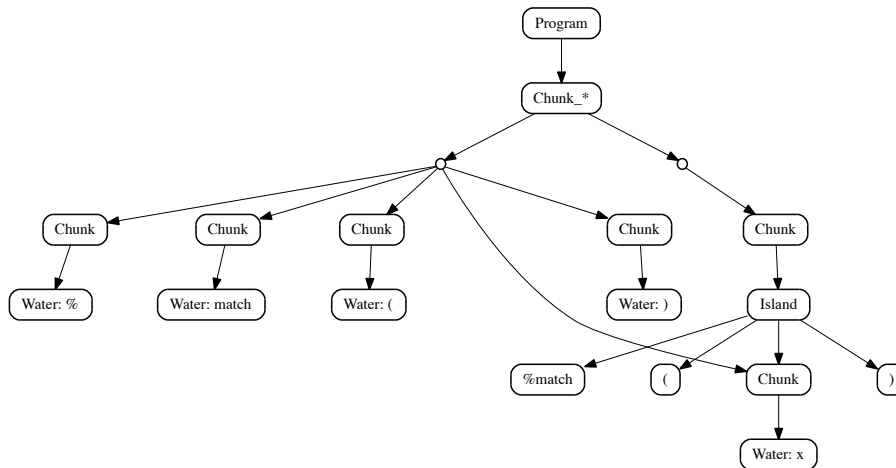 Program
Chunk_*
Chunk
Chunk
Chunk
Chunk
Chunk
Water: %
Water: match
Water: (
Water: )
Island
%match
(
Chunk
)
Water: x